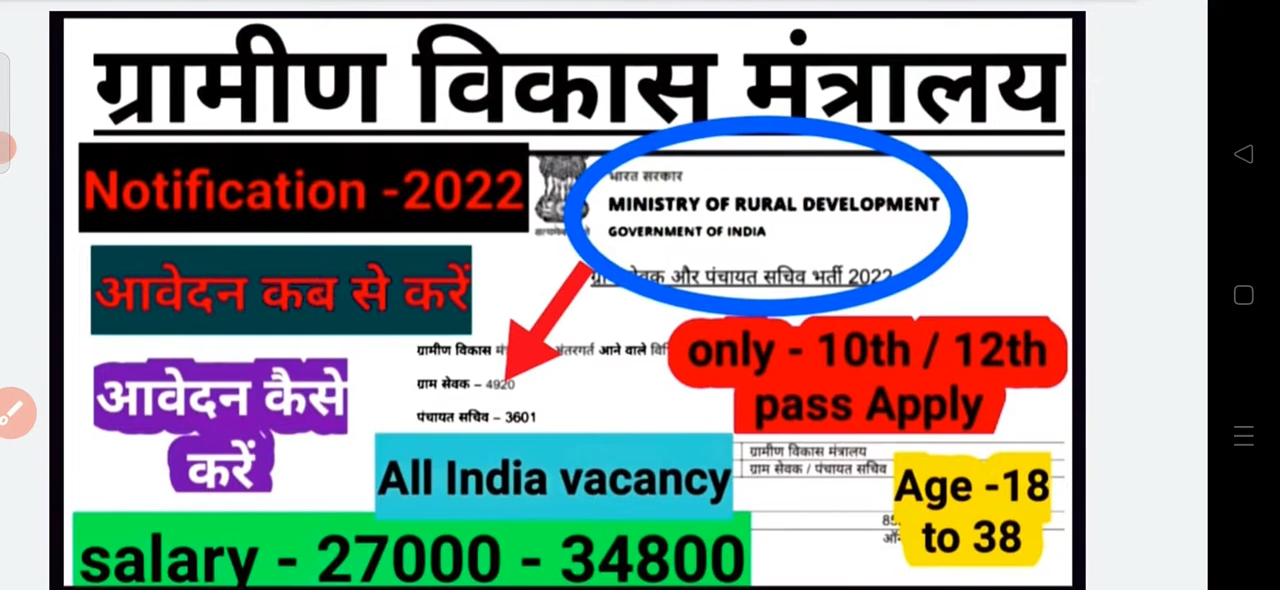 ग्रामीण विकास मंत्रालय
Notification -2022
भारत सरकार
MINISTRY OF RURAL DEVELOPMENT
GOVERNMENT OF INDIA
और पंचायत सचिव भर्ती 2022
आवेदन कब से करें
ग्रामीण विकास आने वाले
ग्राम सेवक – 4920
पंचायत सचिव – 3601
only - 10th / 12th
pass Apply
आवेदन कैसे
करें
All India vacancy
ग्रामीण विकास मंत्रालय
ग्राम सेवक / पंचायत सचिव
Age -18
to 38
salary - 27000 - 34800